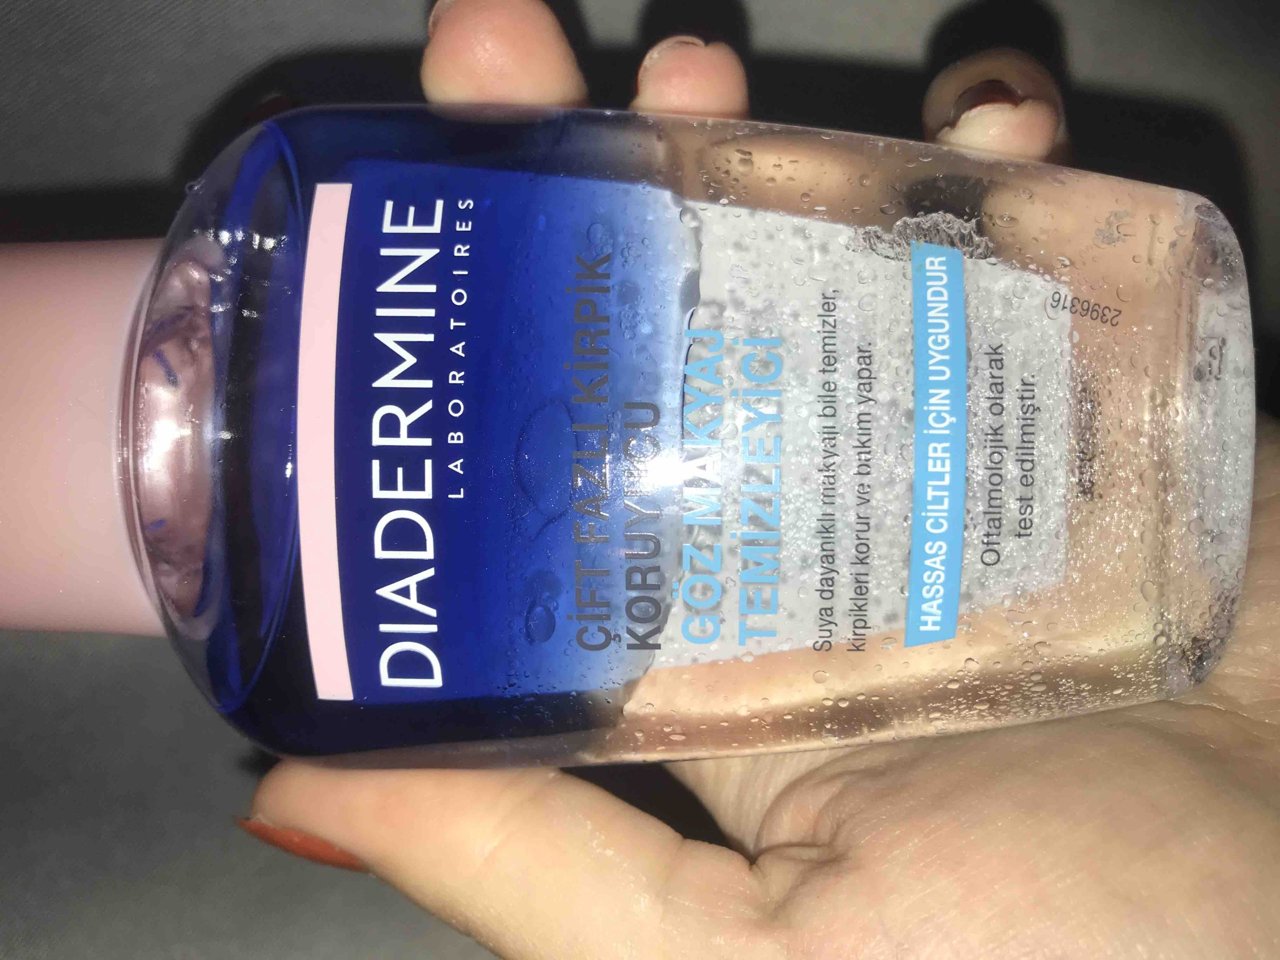 DIADERMINE
LABORATOIRES
ÇİFT FAZLI KİRPİK
KORUYUCU
GÖZ MAKYAJ
TEMİZLEYİCİ
Suya dayanıklı makyajı bile temizler,
kirpikleri korur ve bakım yapar.
HASSAS CİLTLER İÇİN UYGUNDUR
Oftalmolojik olarak
test edilmiştir.
2396316